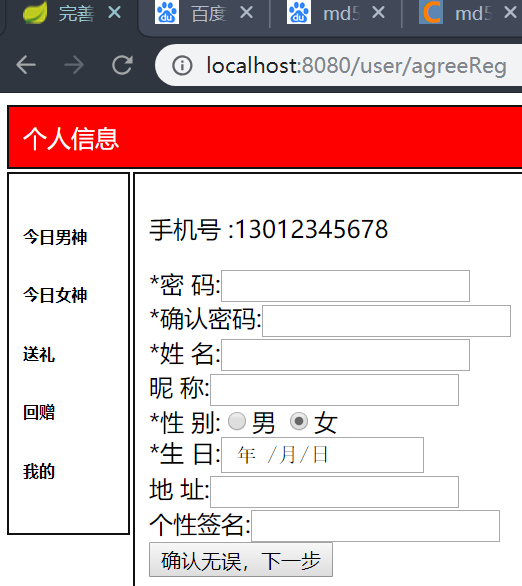 完善 百度 md5 md5
localhost:8080/user/agreeReg
个人信息
今日男神
今日女神
送礼
回赠
我的
手机号 :13012345678
*密 码:
*确认密码:
*姓 名:
昵 称:
*性 别: 男 女
*生 日: 年 /月/日
地 址:
个性签名:
确认无误，下一步